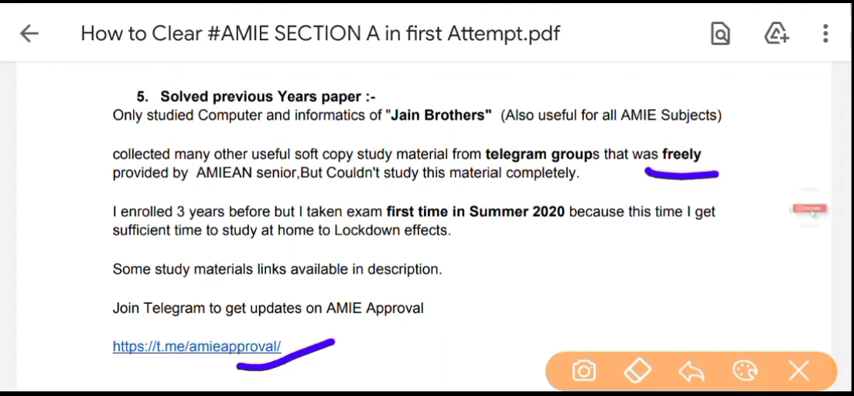 How to Clear #AMIE SECTION A in first Attempt.pdf
5. Solved previous Years paper :-
Only studied Computer and informatics of "Jain Brothers" (Also useful for all AMIE Subjects)
collected many other useful soft copy study material from telegram groups that was freely
provided by AMIEAN senior,But Couldn't study this material completely.
I enrolled 3 years before but I taken exam first time in Summer 2020 because this time I get
sufficient time to study at home to Lockdown effects.
Some study materials links available in description.
Join Telegram to get updates on AMIE Approval
https://t.me/amieapproval/